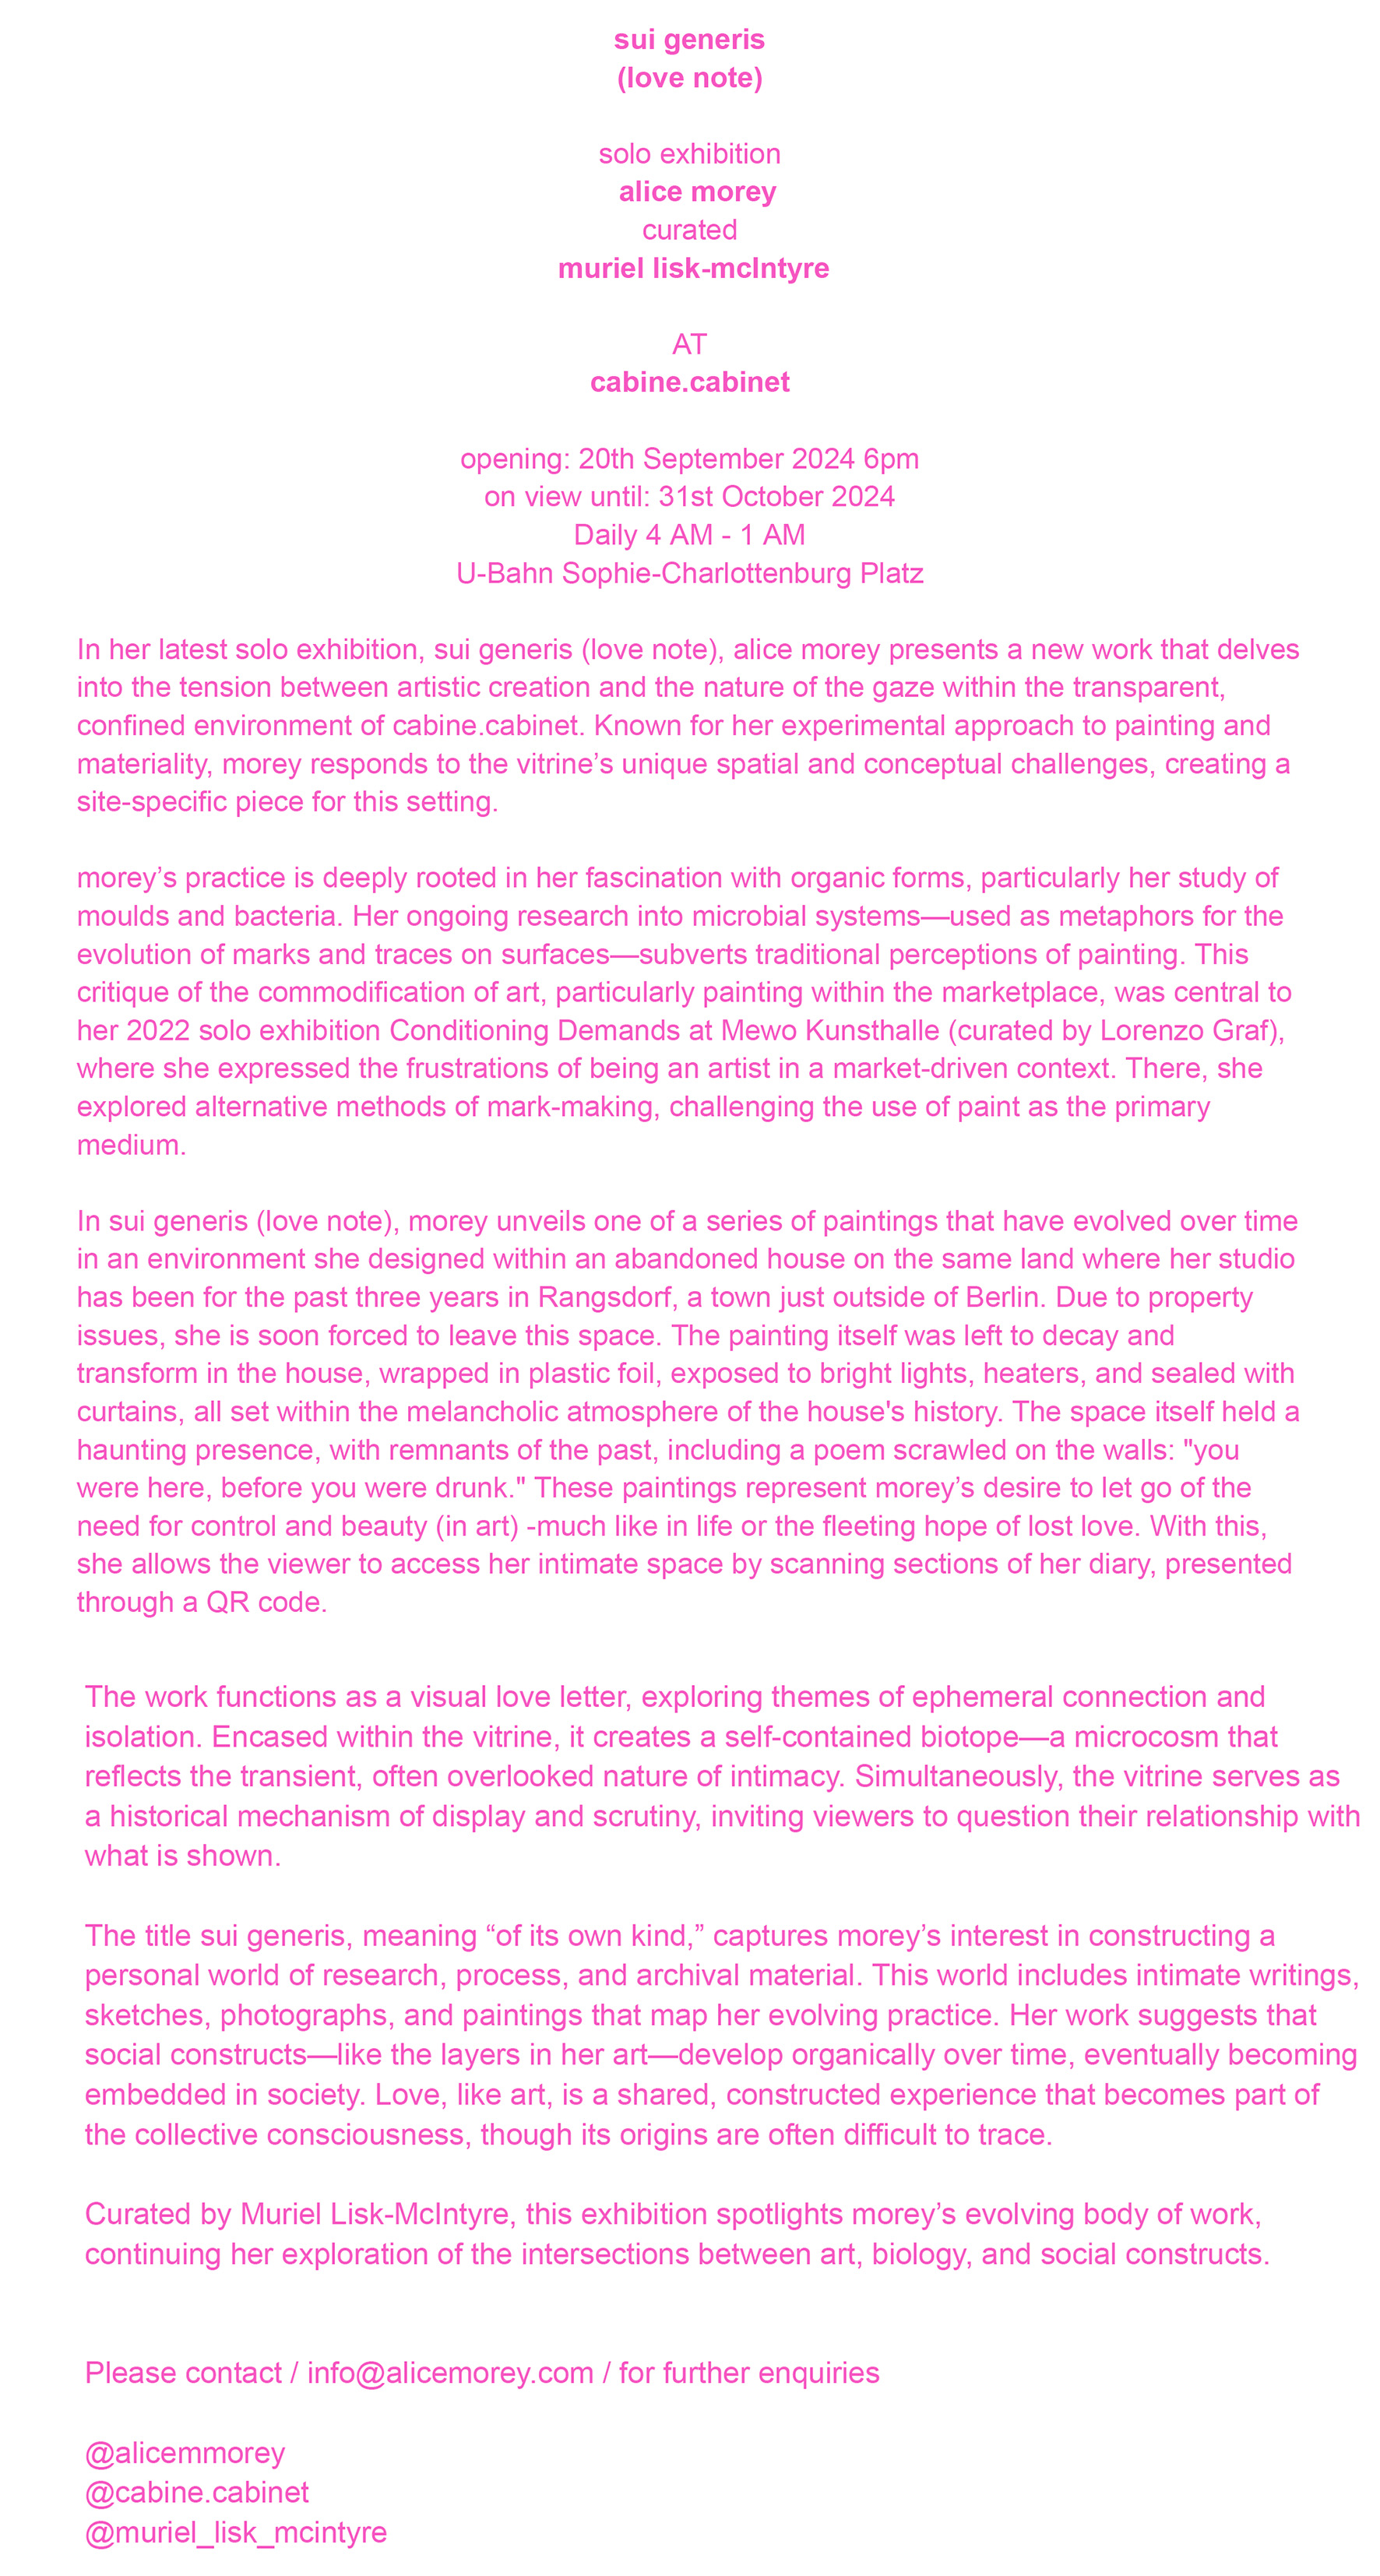 sui generis
(love note)
solo exhibition
alice morey
curated
muriel lisk-mcIntyre
AT
cabine.cabinet
opening: 20th September 2024 6pm
on view until: 31st October 2024
Daily 4 AM - 1 AM
U-Bahn Sophie-Charlottenburg Platz
In her latest solo exhibition, sui generis (love note), alice morey presents a new work that delves
into the tension between artistic creation and the nature of the gaze within the transparent,
confined environment of cabine.cabinet. Known for her experimental approach to painting and
materiality, morey responds to the vitrine’s unique spatial and conceptual challenges, creating a
site-specific piece for this setting.
morey’s practice is deeply rooted in her fascination with organic forms, particularly her study of
moulds and bacteria. Her ongoing research into microbial systems—used as metaphors for the
evolution of marks and traces on surfaces—subverts traditional perceptions of painting. This
critique of the commodification of art, particularly painting within the marketplace, was central to
her 2022 solo exhibition Conditioning Demands at Mewo Kunsthalle (curated by Lorenzo Graf),
where she expressed the frustrations of being an artist in a market-driven context. There, she
explored alternative methods of mark-making, challenging the use of paint as the primary
medium.
In sui generis (love note), morey unveils one of a series of paintings that have evolved over time
in an environment she designed within an abandoned house on the same land where her studio
has been for the past three years in Rangsdorf, a town just outside of Berlin. Due to property
issues, she is soon forced to leave this space. The painting itself was left to decay and
transform in the house, wrapped in plastic foil, exposed to bright lights, heaters, and sealed with
curtains, all set within the melancholic atmosphere of the house's history. The space itself held a
haunting presence, with remnants of the past, including a poem scrawled on the walls: "you
were here, before you were drunk." These paintings represent morey’s desire to let go of the
need for control and beauty (in art) -much like in life or the fleeting hope of lost love. With this,
she allows the viewer to access her intimate space by scanning sections of her diary, presented
through a QR code.
The work functions as a visual love letter, exploring themes of ephemeral connection and
isolation. Encased within the vitrine, it creates a self-contained biotope—a microcosm that
reflects the transient, often overlooked nature of intimacy. Simultaneously, the vitrine serves as
a historical mechanism of display and scrutiny, inviting viewers to question their relationship with
what is shown.
The title sui generis, meaning “of its own kind,” captures morey’s interest in constructing a
personal world of research, process, and archival material. This world includes intimate writings,
sketches, photographs, and paintings that map her evolving practice. Her work suggests that
social constructs—like the layers in her art—develop organically over time, eventually becoming
embedded in society. Love, like art, is a shared, constructed experience that becomes part of
the collective consciousness, though its origins are often difficult to trace.
Curated by Muriel Lisk-McIntyre, this exhibition spotlights morey’s evolving body of work,
continuing her exploration of the intersections between art, biology, and social constructs.
Please contact / info@alicemorey.com / for further enquiries
@alicemmorey
@cabine.cabinet
@muriel_lisk_mcintyre